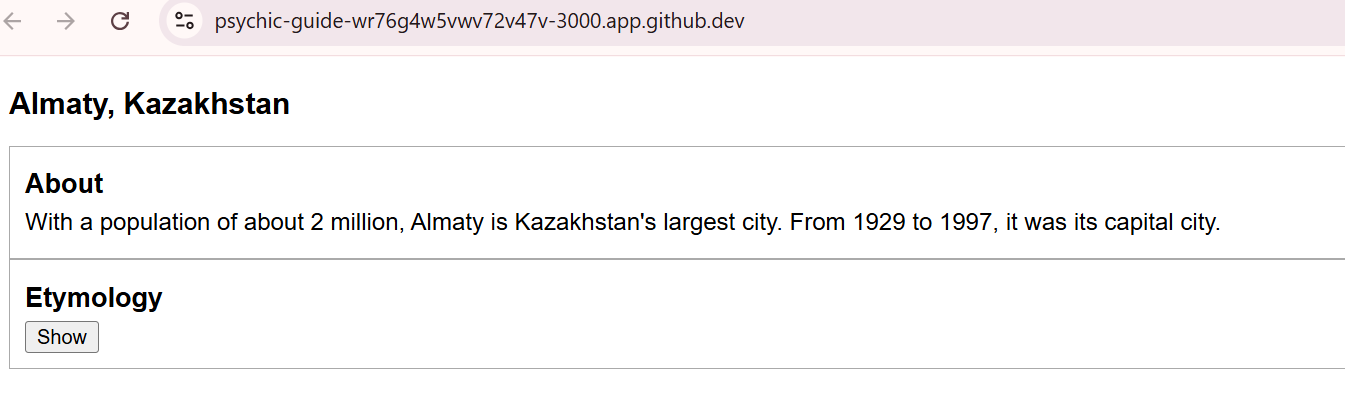 psychic-guide-wr76g4w5vwv72v47v-3000.app.github.dev
Almaty, Kazakhstan
About
With a population of about 2 million, Almaty is Kazakhstan's largest city. From 1929 to 1997, it was its capital city.
Etymology
Show